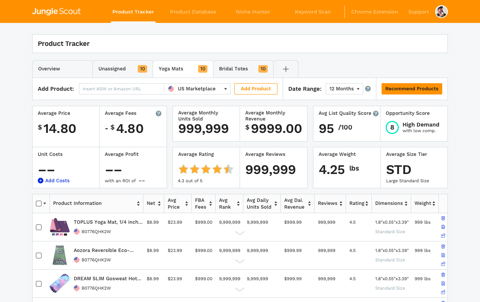 Jungle Scout Product Tracker Product Database Niche Hunter Keyword Scan Chrome Extension Support
Product Tracker
Overview Unassigned 10 Yoga Mats 10 Bridal Totes 10 +
Add Product: Insert ASIN or Amazon URL US Marketplace Add Product Date Range: 12 Months ? Recommend Products
Average Price Average Fees ? Average Monthly Units Sold Average Monthly Revenue Avg List Quality Score ? Opportunity Score
$14.80 - $4.80 999,999 $9999.00 95 /100 8 High Demand with low comp.
Unit Costs Average Profit Average Rating Average Reviews Average Weight Average Size Tier
-- -- 999,999 4.25 lbs STD
Add Costs with an ROI of -- 4.3 out of 5 Large Standard Size
Product Information Net Avg Price FBA Fees Avg Rank Avg Daily Units Sold Avg Dai. Revenue Reviews Rating Dimensions Weight
TOPLUS Yoga Mat, 1/4 inch... $8.99 $23.99 $999.00 9,999,999 9,999,999 $999.00 999,999 4.5 1.8"x0.55"x3.39" 999 lbs
B0776QHK2W Standard Size
Aozora Reversible Eco-... $8.99 $23.99 $999.00 9,999,999 9,999,999 $999.00 999,999 4.5 1.8"x0.55"x3.39" 999 lbs
B0776QHK2W Standard Size
DREAM SLIM Gosweat Hot... $8.99 $23.99 $999.00 9,999,999 9,999,999 $999.00 999,999 4.5 1.8"x0.55"x3.39" 999 lbs
B0776QHK2W Standard Size